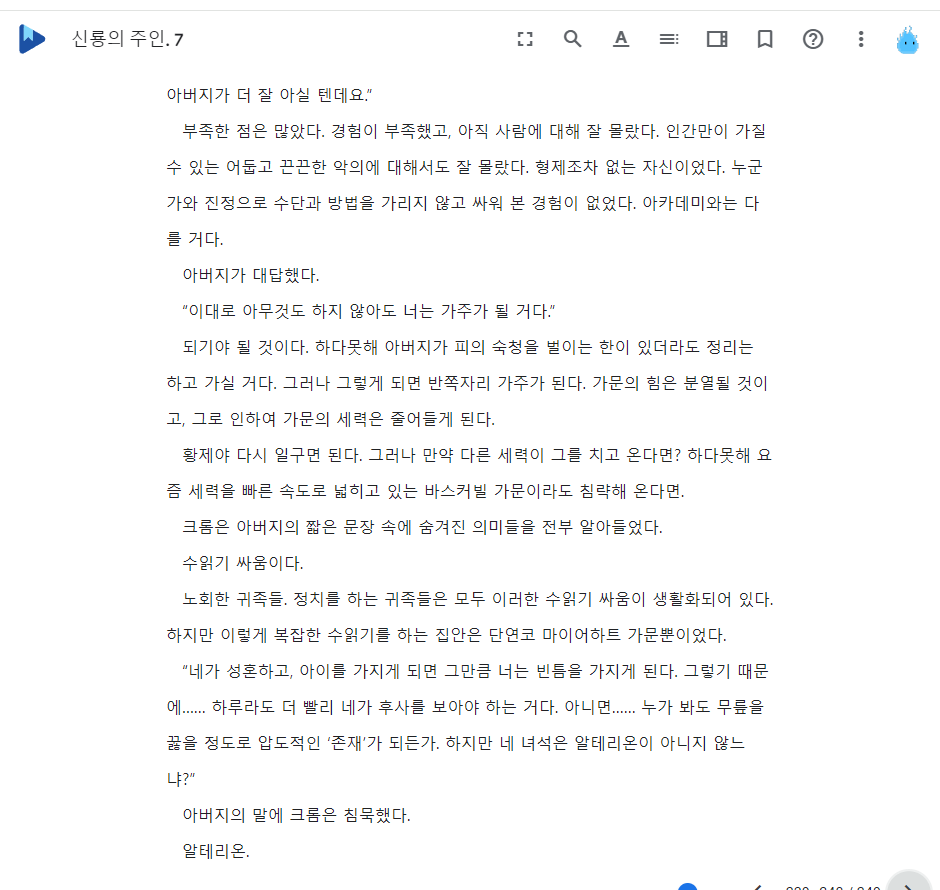 신룡의 주인. 7
아버지가 더 잘 아실 텐데요.”
부족한 점은 많았다. 경험이 부족했고, 아직 사람에 대해 잘 몰랐다. 인간만이 가질
수 있는 어둡고 끈끈한 악의에 대해서도 잘 몰랐다. 형제조차 없는 자신이었다. 누군
가와 진정으로 수단과 방법을 가리지 않고 싸워 본 경험이 없었다. 아카데미와는 다
를 거다.
아버지가 대답했다.
“이대로 아무것도 하지 않아도 너는 가주가 될 거다.”
되기야 될 것이다. 하다못해 아버지가 피의 숙청을 벌이는 한이 있더라도 정리는
하고 가실 거다. 그러나 그렇게 되면 반쪽자리 가주가 된다. 가문의 힘은 분열될 것이
고, 그로 인하여 가문의 세력은 줄어들게 된다.
황제야 다시 일구면 된다. 그러나 만약 다른 세력이 그를 치고 온다면? 하다못해 요
즘 세력을 빠른 속도로 넓히고 있는 바스커빌 가문이라도 침략해 온다면.
크롬은 아버지의 짧은 문장 속에 숨겨진 의미들을 전부 알아들었다.
수읽기 싸움이다.
노회한 귀족들. 정치를 하는 귀족들은 모두 이러한 수읽기 싸움이 생활화되어 있다.
하지만 이렇게 복잡한 수읽기를 하는 집안은 단연코 마이어하트 가문뿐이었다.
“네가 성혼하고, 아이를 가지게 되면 그만큼 너는 빈틈을 가지게 된다. 그렇기 때문
에…… 하루라도 더 빨리 네가 후사를 보아야 하는 거다. 아니면…… 누가 봐도 무릎을
꿇을 정도로 압도적인 ‘존재’가 되든가. 하지만 네 녀석은 알테리온이 아니지 않느
냐?”
아버지의 말에 크롬은 침묵했다.
알테리온.